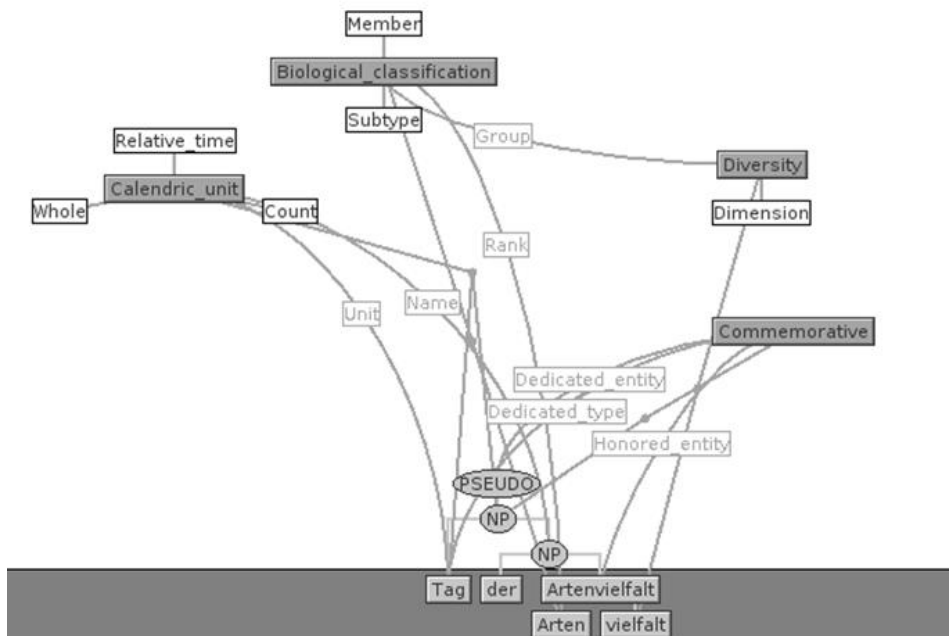 Member
Biological_classification
Subtype
Group
Relative_time
Diversity
Calendric_unit
Whole
Count
Dimension
Rank
Name
Unit
Commemorative
Dedicated_entity
Dedicated_type
Honored_entity
PSEUDO
NP
NP
Tag der Artenvielfalt
Arten vielfalt